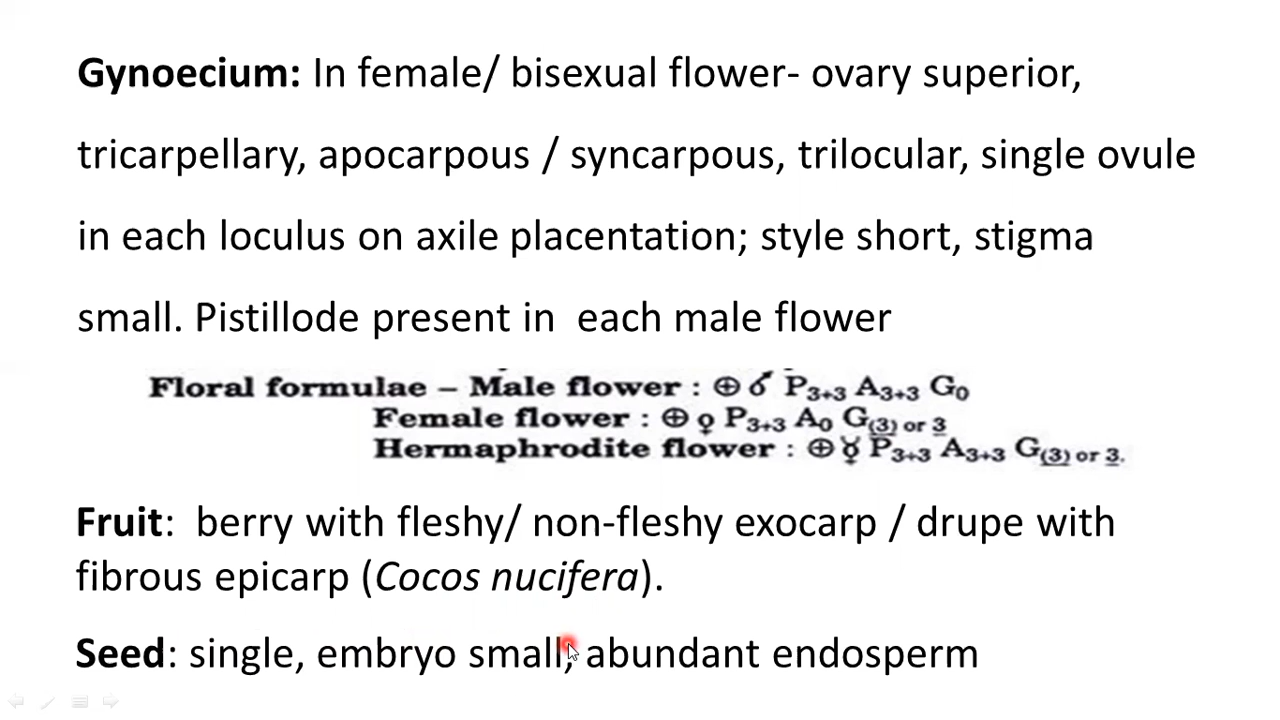 Gynoecium: In female/ bisexual flower- ovary superior,
tricarpellary, apocarpous / syncarpous, trilocular, single ovule
in each loculus on axile placentation; style short, stigma
small. Pistillode present in each male flower
Floral formulae – Male flower : ⊕ ♂ P₃₊₃ A₃₊₃ G₀
Female flower : ⊕ ♀ P₃₊₃ A₀ G₍₃₎ or ₃
Hermaphrodite flower : ⊕ ☿ P₃₊₃ A₃₊₃ G₍₃₎ or ₃.
Fruit: berry with fleshy/ non-fleshy exocarp / drupe with
fibrous epicarp (Cocos nucifera).
Seed: single, embryo small, abundant endosperm